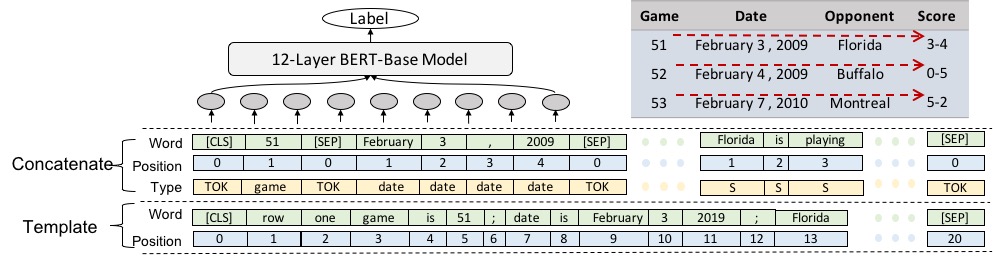 Label
12-Layer BERT-Base Model
Game Date Opponent Score
51 February 3 , 2009 Florida 3-4
52 February 4 , 2009 Buffalo 0-5
53 February 7 , 2010 Montreal 5-2
Concatenate
Word [CLS] 51 [SEP] February 3 , 2009 [SEP] Florida is playing [SEP]
Position 0 1 0 1 2 3 4 0 1 2 3 0
Type TOK game TOK date date date date TOK S S S TOK
Template
Word [CLS] row one game is 51 ; date is February 3 2019 ; Florida [SEP]
Position 0 1 2 3 4 5 6 7 8 9 10 11 12 13 20